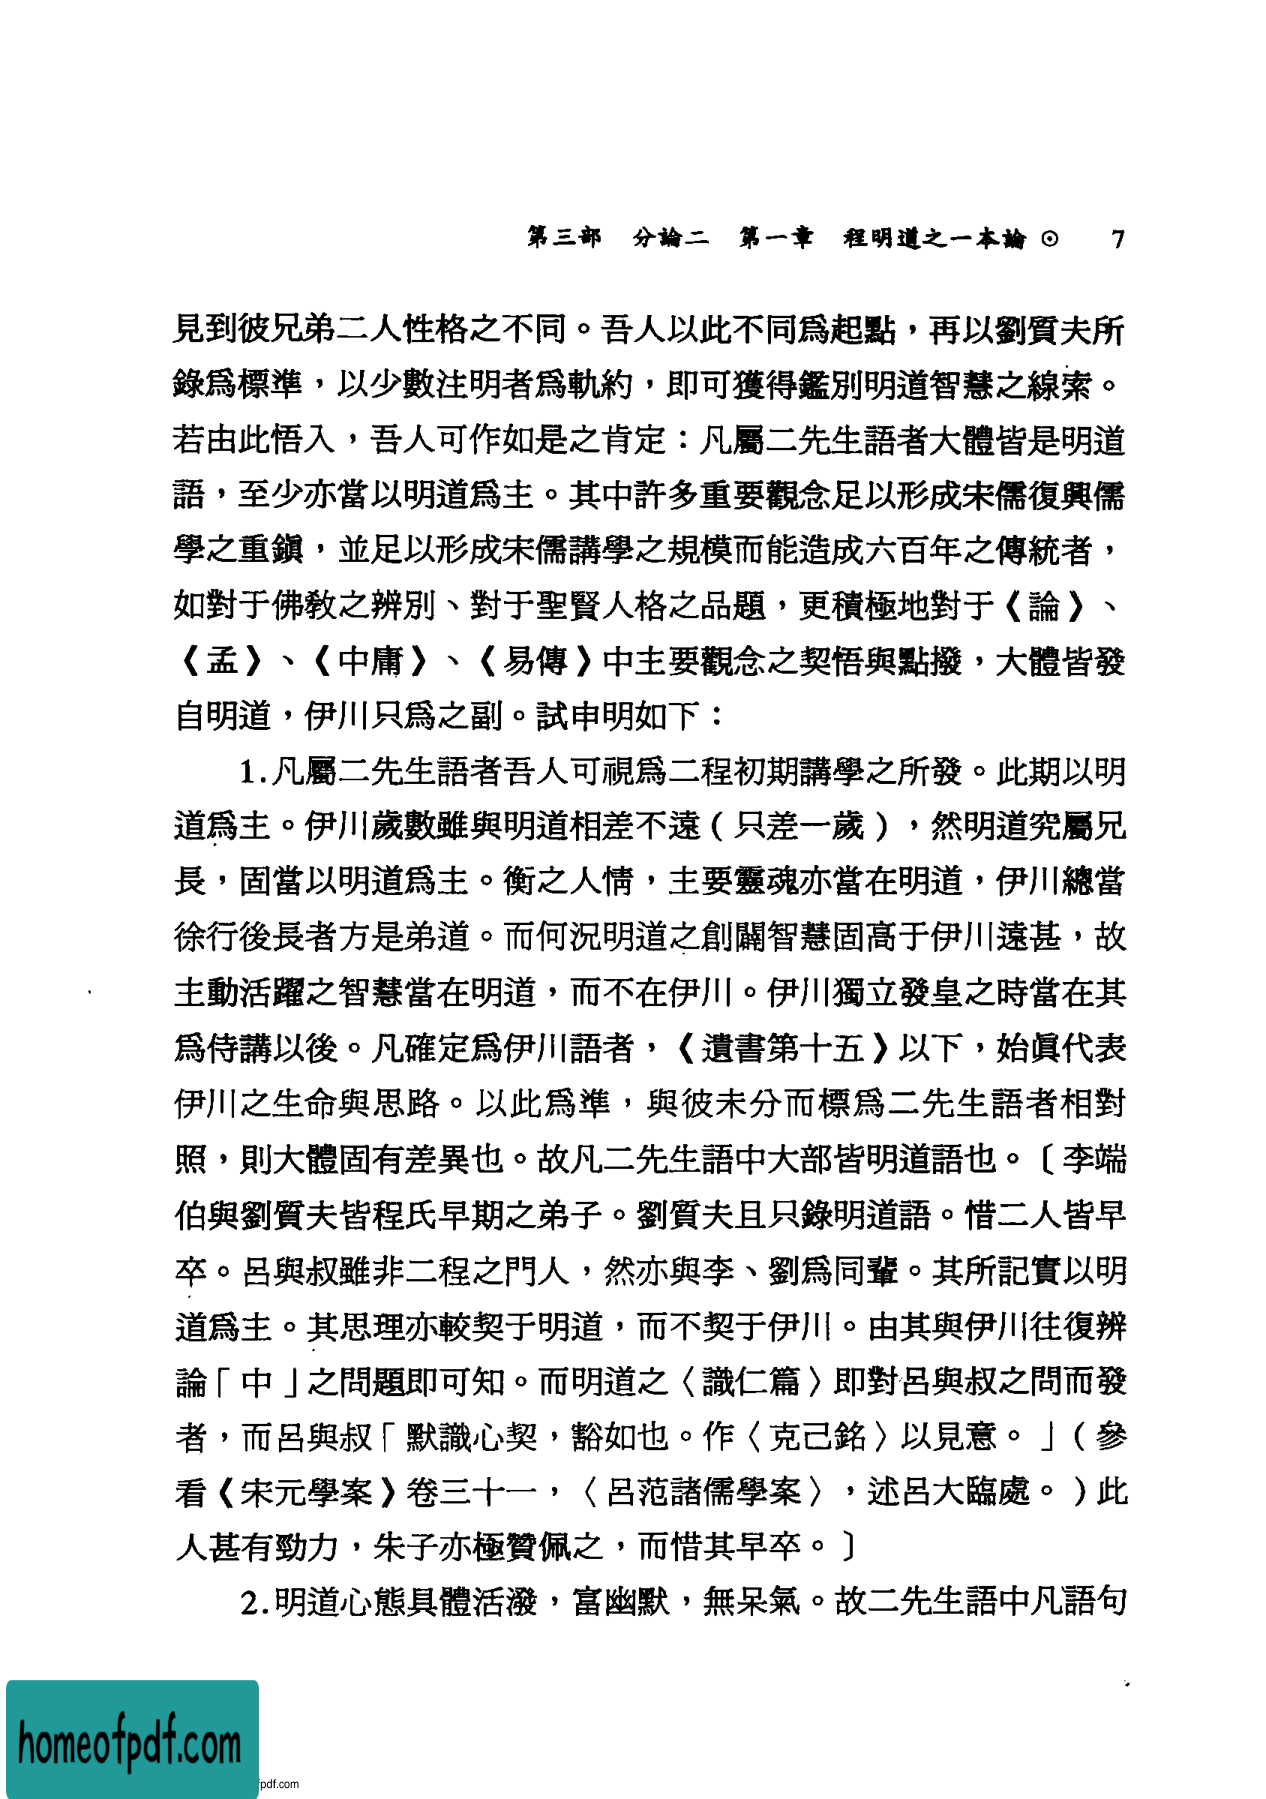 第三部　分論二　第一章　程明道之一本論 ⊙　7
見到彼兄弟二人性格之不同。吾人以此不同爲起點，再以劉質夫所
錄爲標準，以少數注明者爲軌約，即可獲得鑑別明道智慧之線索。
若由此悟入，吾人可作如是之肯定：凡屬二先生語者大體皆是明道
語，至少亦當以明道爲主。其中許多重要觀念足以形成宋儒復興儒
學之重鎮，並足以形成宋儒講學之規模而能造成六百年之傳統者，
如對于佛教之辨別、對于聖賢人格之品題，更積極地對于《論》、
《孟》、《中庸》、《易傳》中主要觀念之契悟與點撥，大體皆發
自明道，伊川只爲之副。試申明如下：
1.凡屬二先生語者吾人可視爲二程初期講學之所發。此期以明
道爲主。伊川歲數雖與明道相差不遠（只差一歲），然明道究屬兄
長，固當以明道爲主。衡之人情，主要靈魂亦當在明道，伊川總當
徐行後長者方是弟道。而何況明道之創闢智慧固高于伊川遠甚，故
主動活躍之智慧當在明道，而不在伊川。伊川獨立發皇之時當在其
爲侍講以後。凡確定爲伊川語者，《遺書第十五》以下，始眞代表
伊川之生命與思路。以此爲準，與彼未分而標爲二先生語者相對
照，則大體固有差異也。故凡二先生語中大部皆明道語也。〔李端
伯與劉質夫皆程氏早期之弟子。劉質夫且只錄明道語。惜二人皆早
卒。呂與叔雖非二程之門人，然亦與李、劉爲同輩。其所記實以明
道爲主。其思理亦較契于明道，而不契于伊川。由其與伊川往復辨
論「中」之問題即可知。而明道之〈識仁篇〉即對呂與叔之問而發
者，而呂與叔「默識心契，豁如也。作〈克己銘〉以見意。」（參
看《宋元學案》卷三十一，〈呂范諸儒學案〉，述呂大臨處。）此
人甚有勁力，朱子亦極贊佩之，而惜其早卒。〕
2.明道心態具體活潑，富幽默，無呆氣。故二先生語中凡語句
homeofpdf.com
fpdf.com